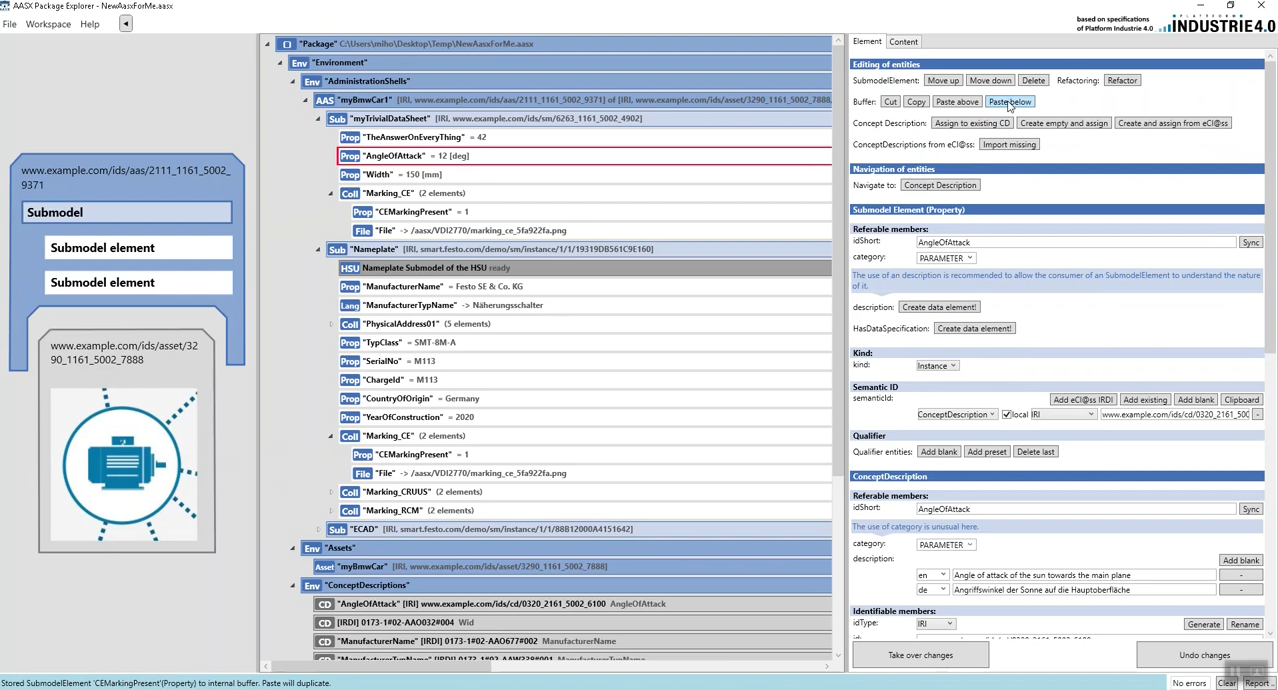 AASX Package Explorer - NewAasxForMe.aasx
File Workspace Help
based on specifications
of Platform Industrie 4.0
PLATTFORM
INDUSTRIE4.0
www.example.com/ids/aas/2111_1161_5002_
9371
Submodel
Submodel element
Submodel element
www.example.com/ids/asset/32
90_1161_5002_7888
"Package" C:\Users\miho\Desktop\Temp\NewAasxForMe.aasx
Env "Environment"
Env "AdministrationShells"
AAS "myBmwCar1" [IRI, www.example.com/ids/aas/2111_1161_5002_9371] of [IRI, www.example.com/ids/asset/3290_1161_5002_7888,
Sub "myTrivialDataSheet" [IRI, www.example.com/ids/sm/6263_1161_5002_4902]
Prop "TheAnswerOnEveryThing" = 42
Prop "AngleOfAttack" = 12 [deg]
Prop "Width" = 150 [mm]
Coll "Marking_CE" (2 elements)
Prop "CEMarkingPresent" = 1
File "File" -> /aasx/VDI2770/marking_ce_5fa922fa.png
Sub "Nameplate" [IRI, smart.festo.com/demo/sm/instance/1/1/19319DB561C9E160]
HSU Nameplate Submodel of the HSU ready
Prop "ManufacturerName" = Festo SE & Co. KG
Lang "ManufacturerTypName" -> Näherungsschalter
Coll "PhysicalAddress01" (5 elements)
Prop "TypClass" = SMT-8M-A
Prop "SerialNo" = M113
Prop "ChargeId" = M113
Prop "CountryOfOrigin" = Germany
Prop "YearOfConstruction" = 2020
Coll "Marking_CE" (2 elements)
Prop "CEMarkingPresent" = 1
File "File" -> /aasx/VDI2770/marking_ce_5fa922fa.png
Coll "Marking_CRUUS" (2 elements)
Coll "Marking_RCM" (2 elements)
Sub "ECAD" [IRI, smart.festo.com/demo/sm/instance/1/1/88B12000A4151642]
Env "Assets"
Asset "myBmwCar" [IRI, www.example.com/ids/asset/3290_1161_5002_7888]
Env "ConceptDescriptions"
CD "AngleOfAttack" [IRI] www.example.com/ids/cd/0320_2161_5002_6100 AngleOfAttack
CD [IRDI] 0173-1#02-AAO032#004 Wid
CD "ManufacturerName" [IRDI] 0173-1#02-AAO677#002 ManufacturerName
CD "ManufacturerTypName" [IRDI] 0173-1#02-AAW338#001 ManufacturerTypName
Element Content
Editing of entities
SubmodelElement: Move up Move down Delete Refactoring: Refactor
Buffer: Cut Copy Paste above Paste below
Concept Description: Assign to existing CD Create empty and assign Create and assign from eCl@ss
ConceptDescriptions from eCl@ss: Import missing
Navigation of entities
Navigate to: Concept Description
Submodel Element (Property)
Referable members:
idShort: AngleOfAttack Sync
category: PARAMETER
The use of an description is recommended to allow the consumer of an SubmodelElement to understand the nature
of it.
description: Create data element!
HasDataSpecification: Create data element!
Kind:
kind: Instance
Semantic ID
Add eCl@ss IRDI Add existing Add blank Clipboard
semanticId: ConceptDescription local IRI www.example.com/ids/cd/0320_2161_500 -
Qualifier
Qualifier entities: Add blank Add preset Delete last
ConceptDescription
Referable members:
idShort: AngleOfAttack Sync
The use of category is unusual here.
category: PARAMETER
description: Add blank
en Angle of attack of the sun towards the main plane -
de Angriffswinkel der Sonne auf die Hauptoberfläche -
Identifiable members:
idType: IRI Generate Rename
Take over changes Undo changes
Stored SubmodelElement 'CEMarkingPresent'(Property) to internal buffer. Paste will duplicate.
No errors Clear Report..